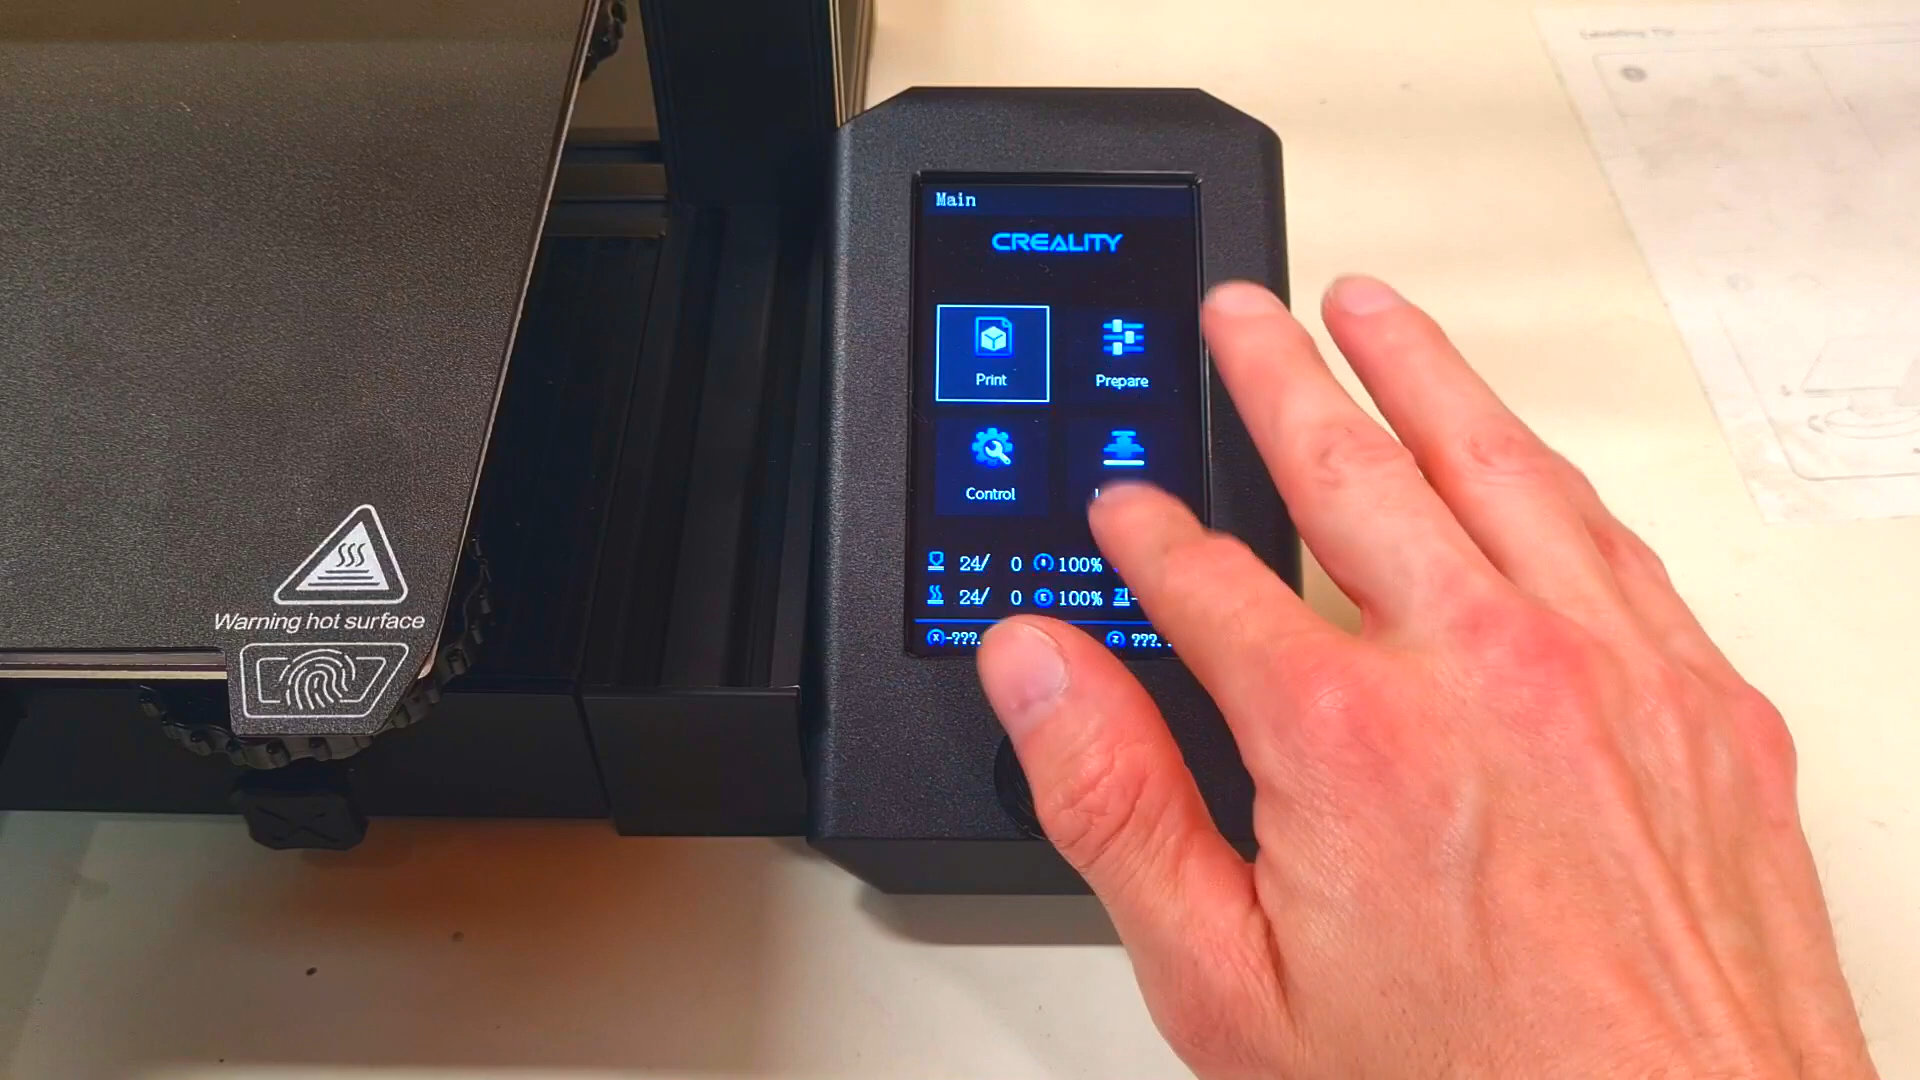 Main
CREALITY
Print
Prepare
Control
24/ 0
100%
24/ 0
100%
X -???.
Z ???.
Warning hot surface